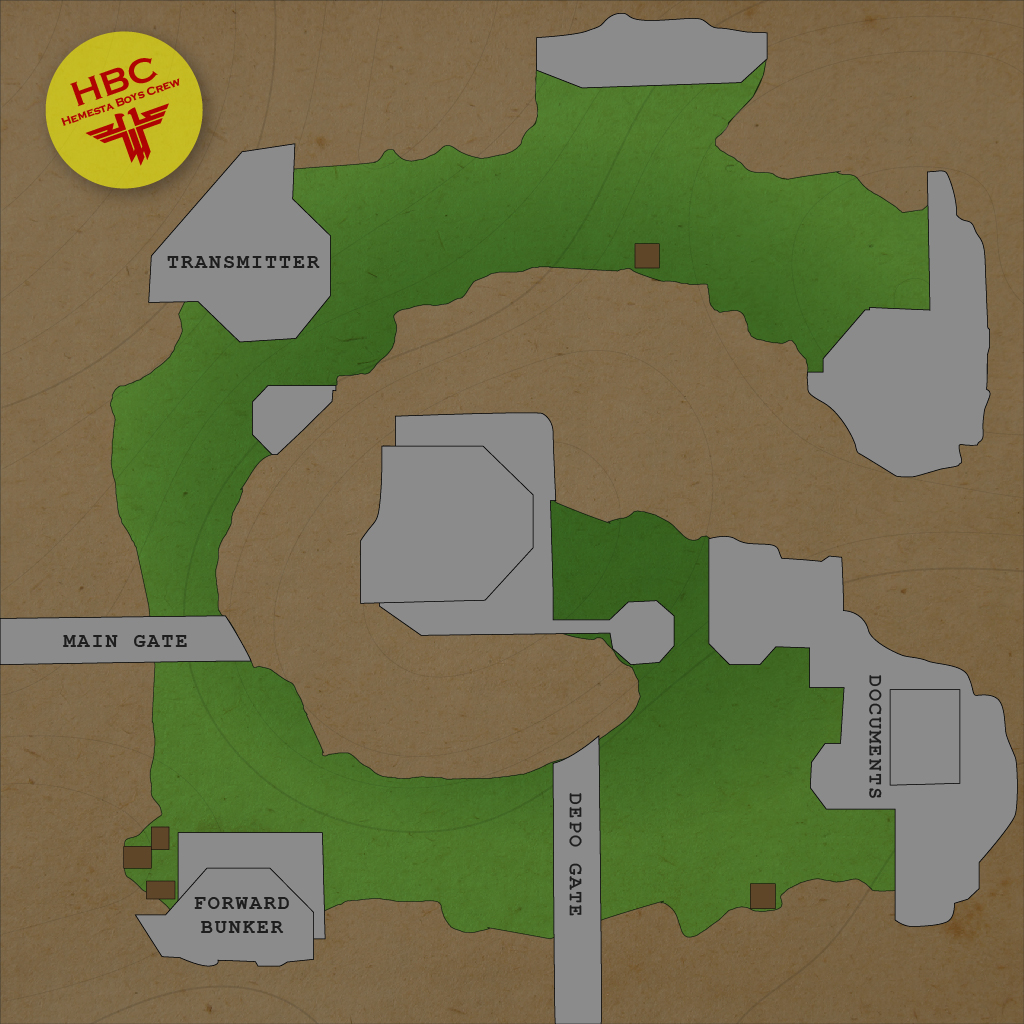 HBC
HEMESTA BOYS CREW
TRANSMITTER
MAIN GATE
DOCUMENTS
DEPO GATE
FORWARD
BUNKER